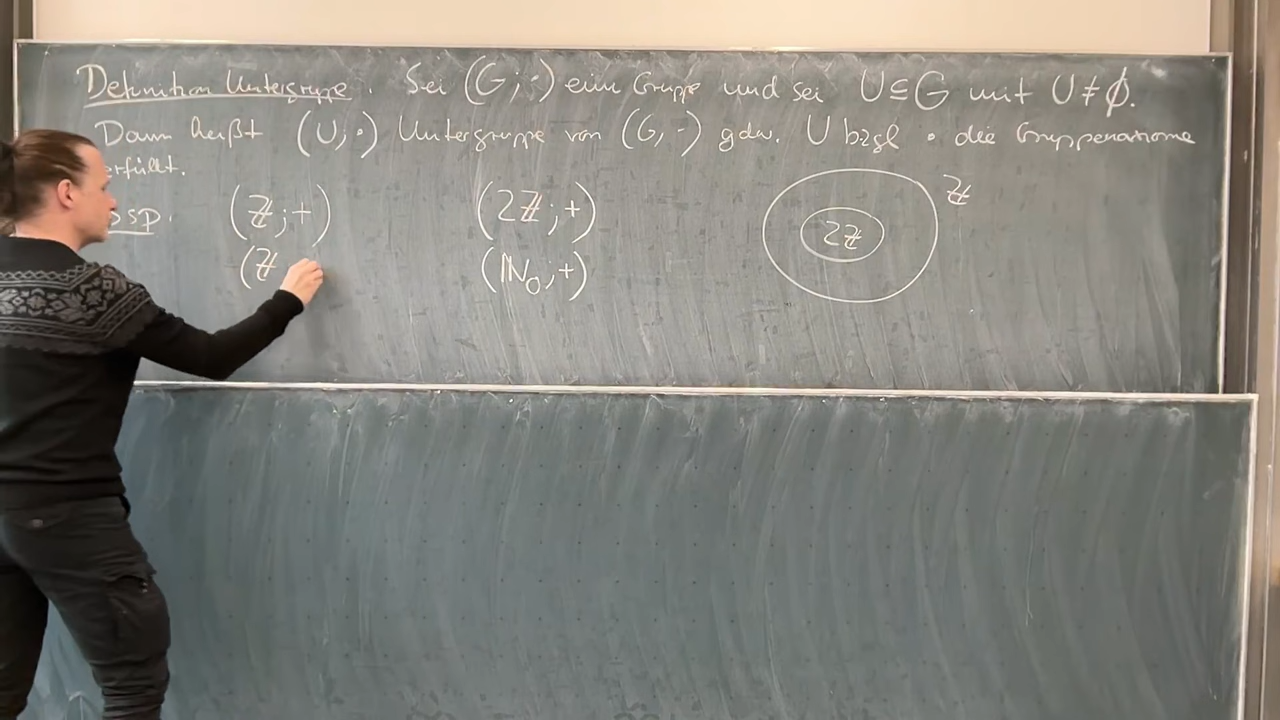 Definition Untergruppe. Sei (G;·) eine Gruppe und sei U⊆G mit U≠∅.
Dann heißt (U;·) Untergruppe von (G,·) gdw. U bzgl · die Gruppenaxiome
erfüllt.
Bsp. (ℤ;+) (2ℤ;+) ℤ
2ℤ
(ℤ (ℕ₀;+)